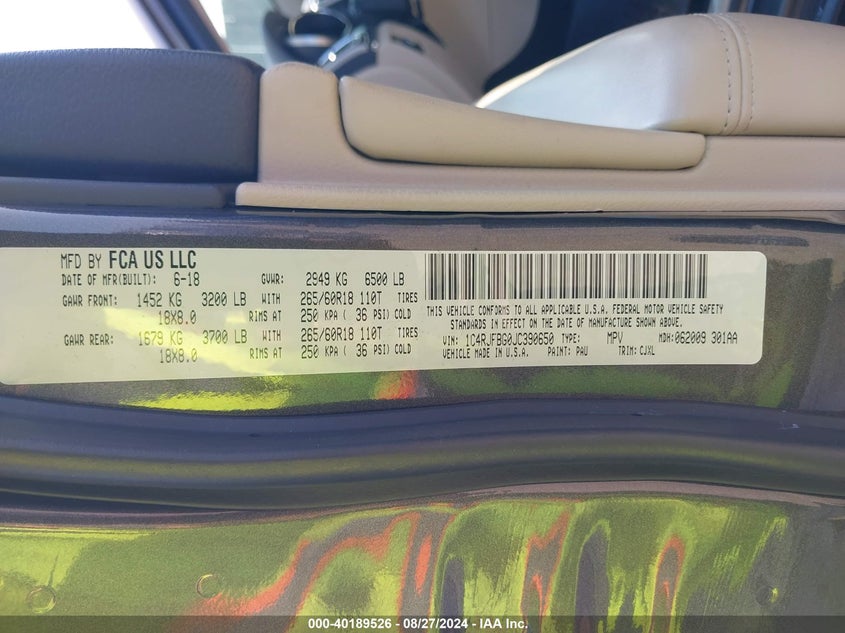 MFD BY FCA US LLC
DATE OF MFR(BUILT): 6-18 GVWR: 2949 KG 6500 LB
GAWR FRONT: 1452 KG 3200 LB WITH 265/60R18 110T TIRES
18X8.0 RIMS AT 250 KPA ( 36 PSI) COLD
GAWR REAR: 1679 KG 3700 LB WITH 265/60R18 110T TIRES
18X8.0 RIMS AT 250 KPA ( 36 PSI) COLD
THIS VEHICLE CONFORMS TO ALL APPLICABLE U.S.A. FEDERAL MOTOR VEHICLE SAFETY
STANDARDS IN EFFECT ON THE DATE OF MANUFACTURE SHOWN ABOVE.
VIN: 1C4RJFBG0JC390650 TYPE: MPV MDH: 062009 301AA
VEHICLE MADE IN U.S.A. PAINT: PAU TRIM: CJXL
000-40189526 - 08/27/2024 - IAA Inc.